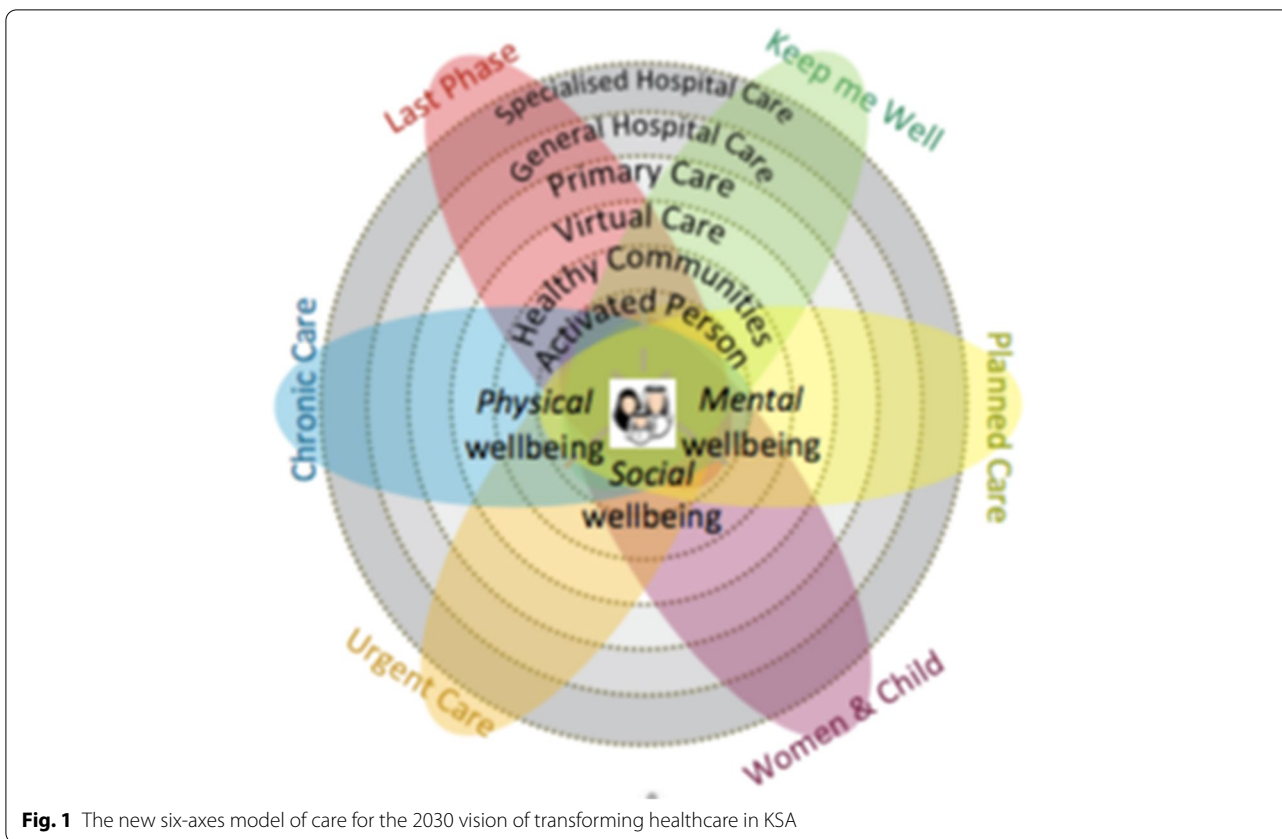 Last Phase
Keep me Well
Specialised Hospital Care
General Hospital Care
Primary Care
Virtual Care
Healthy Communities
Activated Person
Chronic Care
Physical
wellbeing
Mental
wellbeing
Social
wellbeing
Planned Care
Urgent Care
Women & Child
Fig. 1 The new six-axes model of care for the 2030 vision of transforming healthcare in KSA